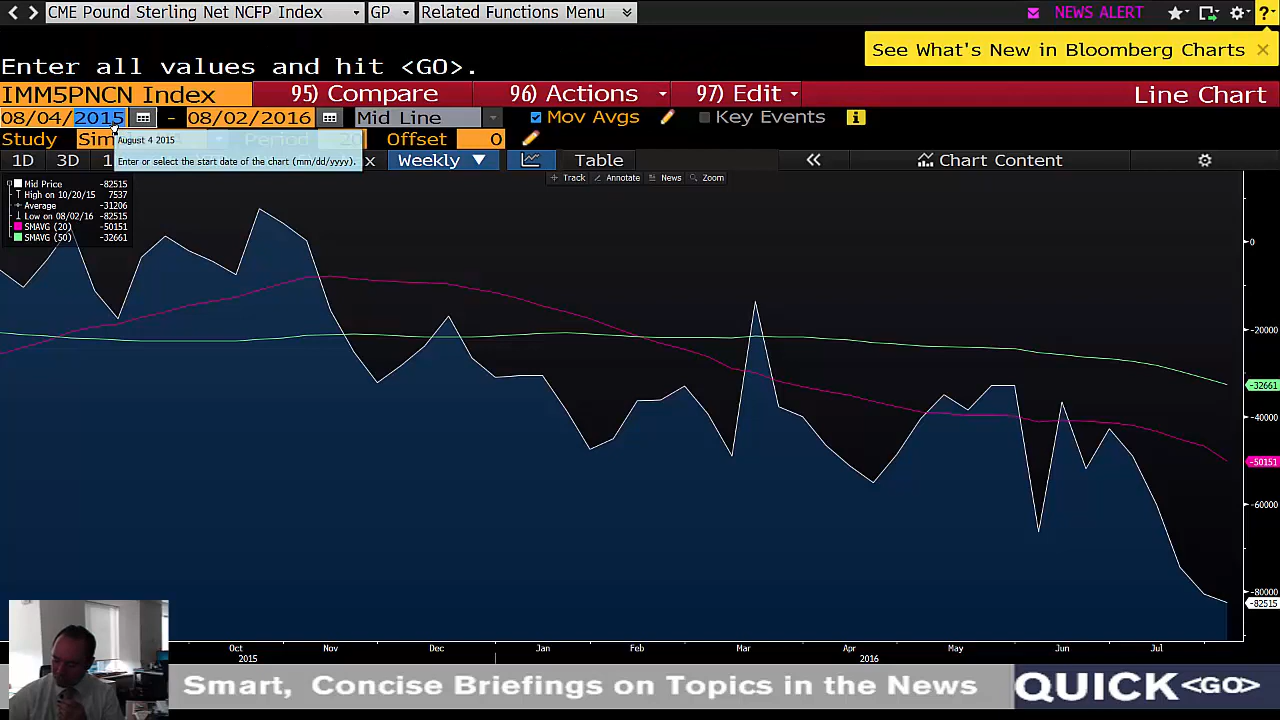 CME Pound Sterling Net NCFP Index GP Related Functions Menu NEWS ALERT ?
See What's New in Bloomberg Charts
Enter all values and hit <GO>.
IMM5PNCN Index 95) Compare 96) Actions 97) Edit Line Chart
08/04/2015 - 08/02/2016 Mid Line Mov Avgs Key Events
Study Sim Period 20 Offset 0
August 4 2015
Enter or select the start date of the chart (mm/dd/yyyy).
1D 3D 1 x Weekly Table « Chart Content
Track Annotate News Zoom
Mid Price -82515
High on 10/20/15 7537
Average -31206
Low on 08/02/16 -82515
SMAVG (20) -50151
SMAVG (50) -32661
0
-20000
-32661
-40000
-50151
-60000
-80000
-82515
Oct Nov Dec Jan Feb Mar Apr May Jun Jul
2015 2016
Smart, Concise Briefings on Topics in the News QUICK <GO>